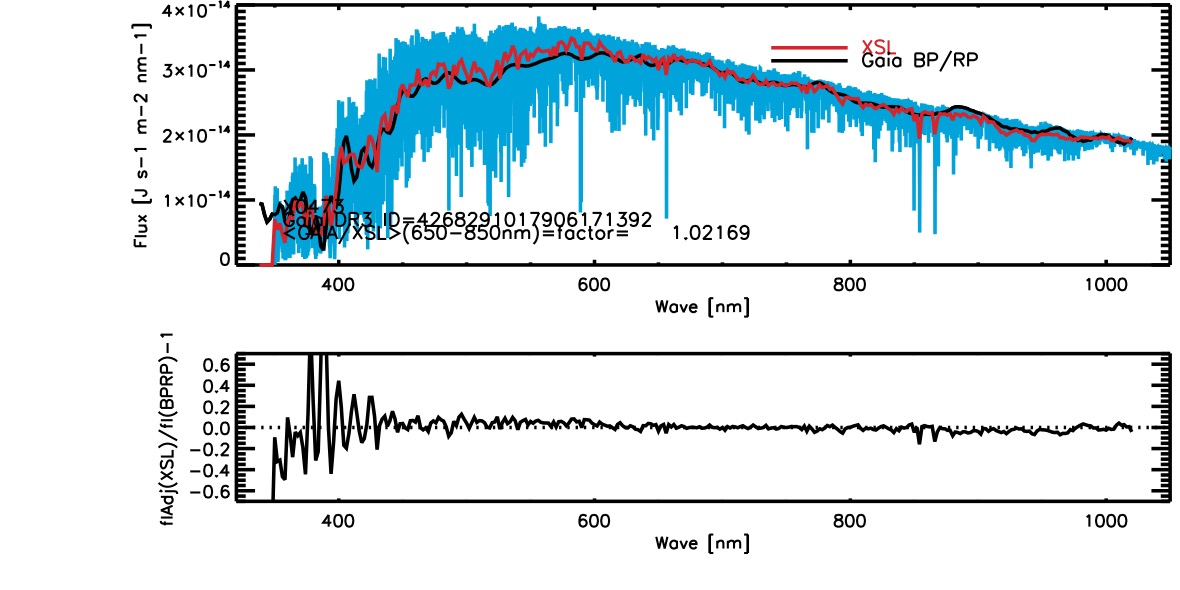 4×10−14
3×10−14
2×10−14
1×10−14
0
Flux [J s−1 m−2 nm−1]
XSL
Gaia BP/RP
X0473
Gaia DR3 ID=4268291017906171392
<GAIA/XSL>(650−850nm)=factor= 1.02169
400 600 800 1000
Wave [nm]
flAdj(XSL)/fl(BPRP)−1
0.6
0.4
0.2
0.0
−0.2
−0.4
−0.6
400 600 800 1000
Wave [nm]